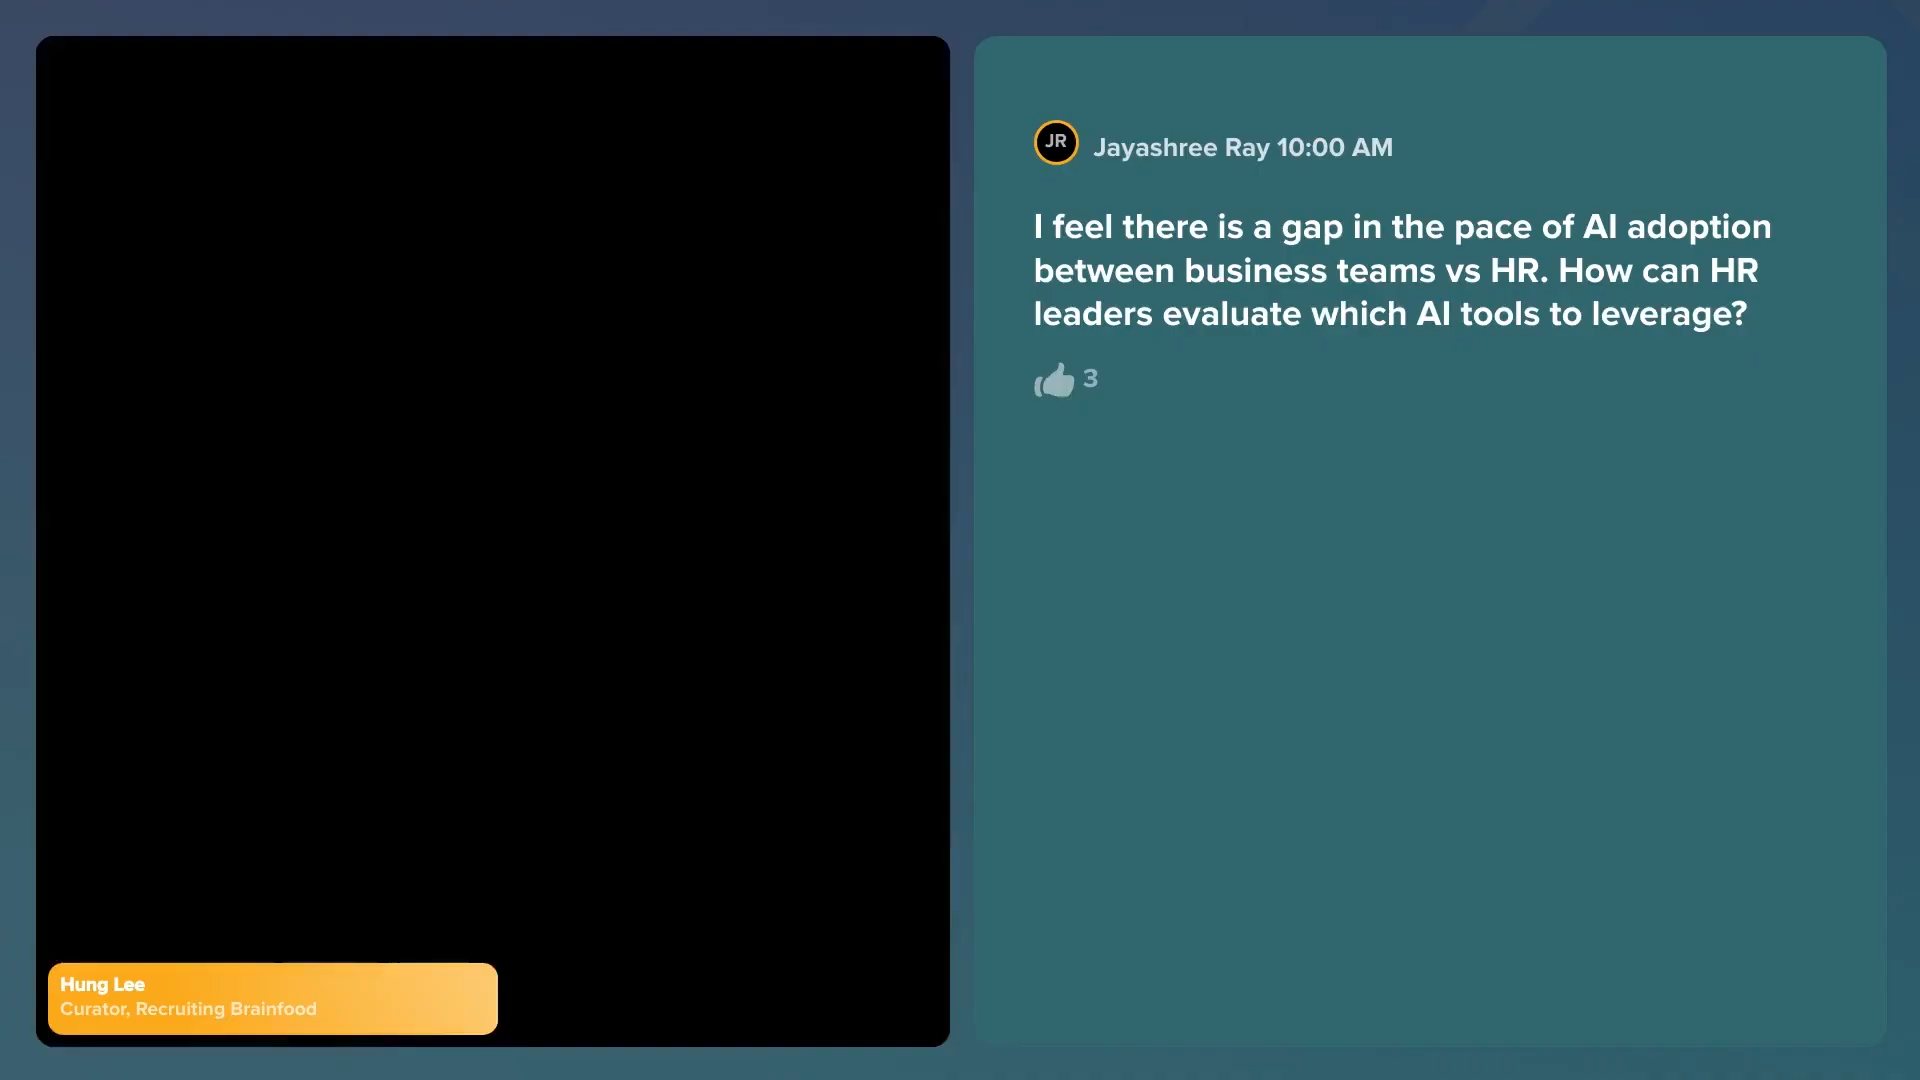 JR
Jayashree Ray 10:00 AM
I feel there is a gap in the pace of AI adoption
between business teams vs HR. How can HR
leaders evaluate which AI tools to leverage?
3
Hung Lee
Curator, Recruiting Brainfood